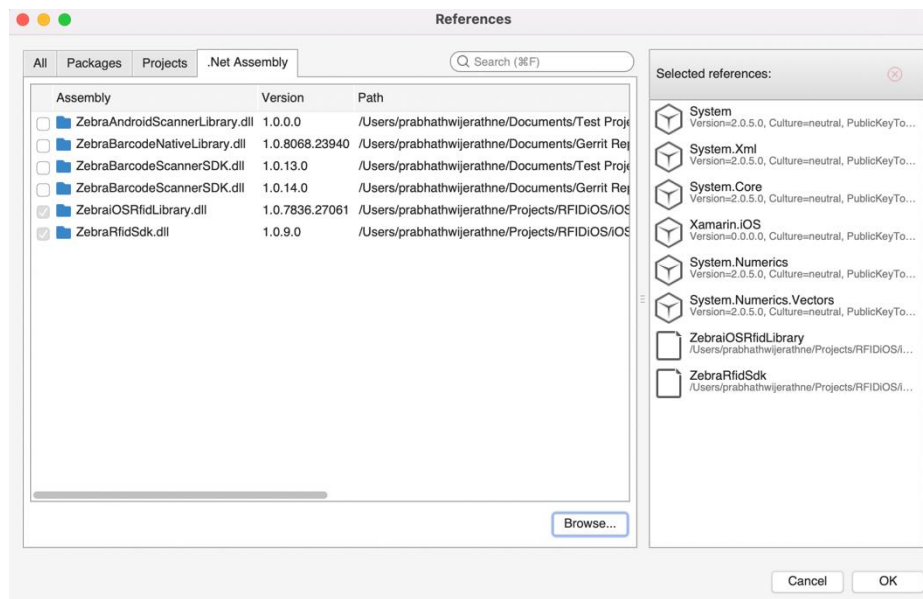 References
All Packages Projects .Net Assembly
Search (⌘F)
Assembly Version Path
ZebraAndroidScannerLibrary.dll 1.0.0.0 /Users/prabhathwijerathne/Documents/Test Proje
ZebraBarcodeNativeLibrary.dll 1.0.8068.23940 /Users/prabhathwijerathne/Documents/Gerrit Rep
ZebraBarcodeScannerSDK.dll 1.0.13.0 /Users/prabhathwijerathne/Documents/Test Proje
ZebraBarcodeScannerSDK.dll 1.0.14.0 /Users/prabhathwijerathne/Documents/Gerrit Rep
ZebraiOSRfidLibrary.dll 1.0.7836.27061 /Users/prabhathwijerathne/Projects/RFIDiOS/iOS
ZebraRfidSdk.dll 1.0.9.0 /Users/prabhathwijerathne/Projects/RFIDiOS/iOS
Browse...
Selected references:
System
Version=2.0.5.0, Culture=neutral, PublicKeyTo...
System.Xml
Version=2.0.5.0, Culture=neutral, PublicKeyTo...
System.Core
Version=2.0.5.0, Culture=neutral, PublicKeyTo...
Xamarin.iOS
Version=0.0.0.0, Culture=neutral, PublicKeyTo...
System.Numerics
Version=2.0.5.0, Culture=neutral, PublicKeyTo...
System.Numerics.Vectors
Version=2.0.5.0, Culture=neutral, PublicKeyTo...
ZebraiOSRfidLibrary
/Users/prabhathwijerathne/Projects/RFIDiOS/i...
ZebraRfidSdk
/Users/prabhathwijerathne/Projects/RFIDiOS/i...
Cancel OK